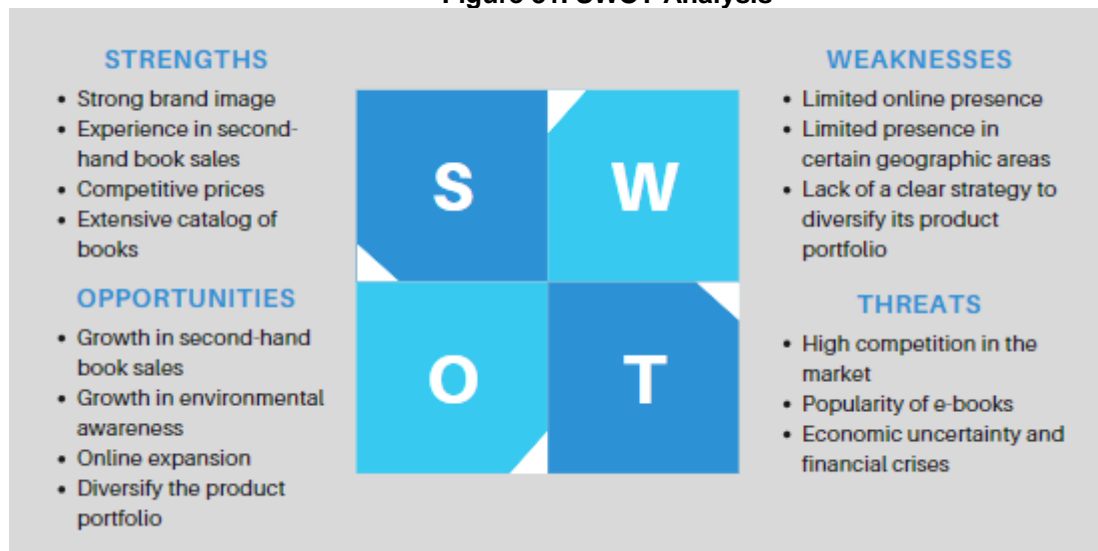 STRENGTHS
• Strong brand image
• Experience in second-
hand book sales
• Competitive prices
• Extensive catalog of
books
OPPORTUNITIES
• Growth in second-hand
book sales
• Growth in environmental
awareness
• Online expansion
• Diversify the product
portfolio
S
W
O
T
WEAKNESSES
• Limited online presence
• Limited presence in
certain geographic areas
• Lack of a clear strategy to
diversify its product
portfolio
THREATS
• High competition in the
market
• Popularity of e-books
• Economic uncertainty and
financial crises